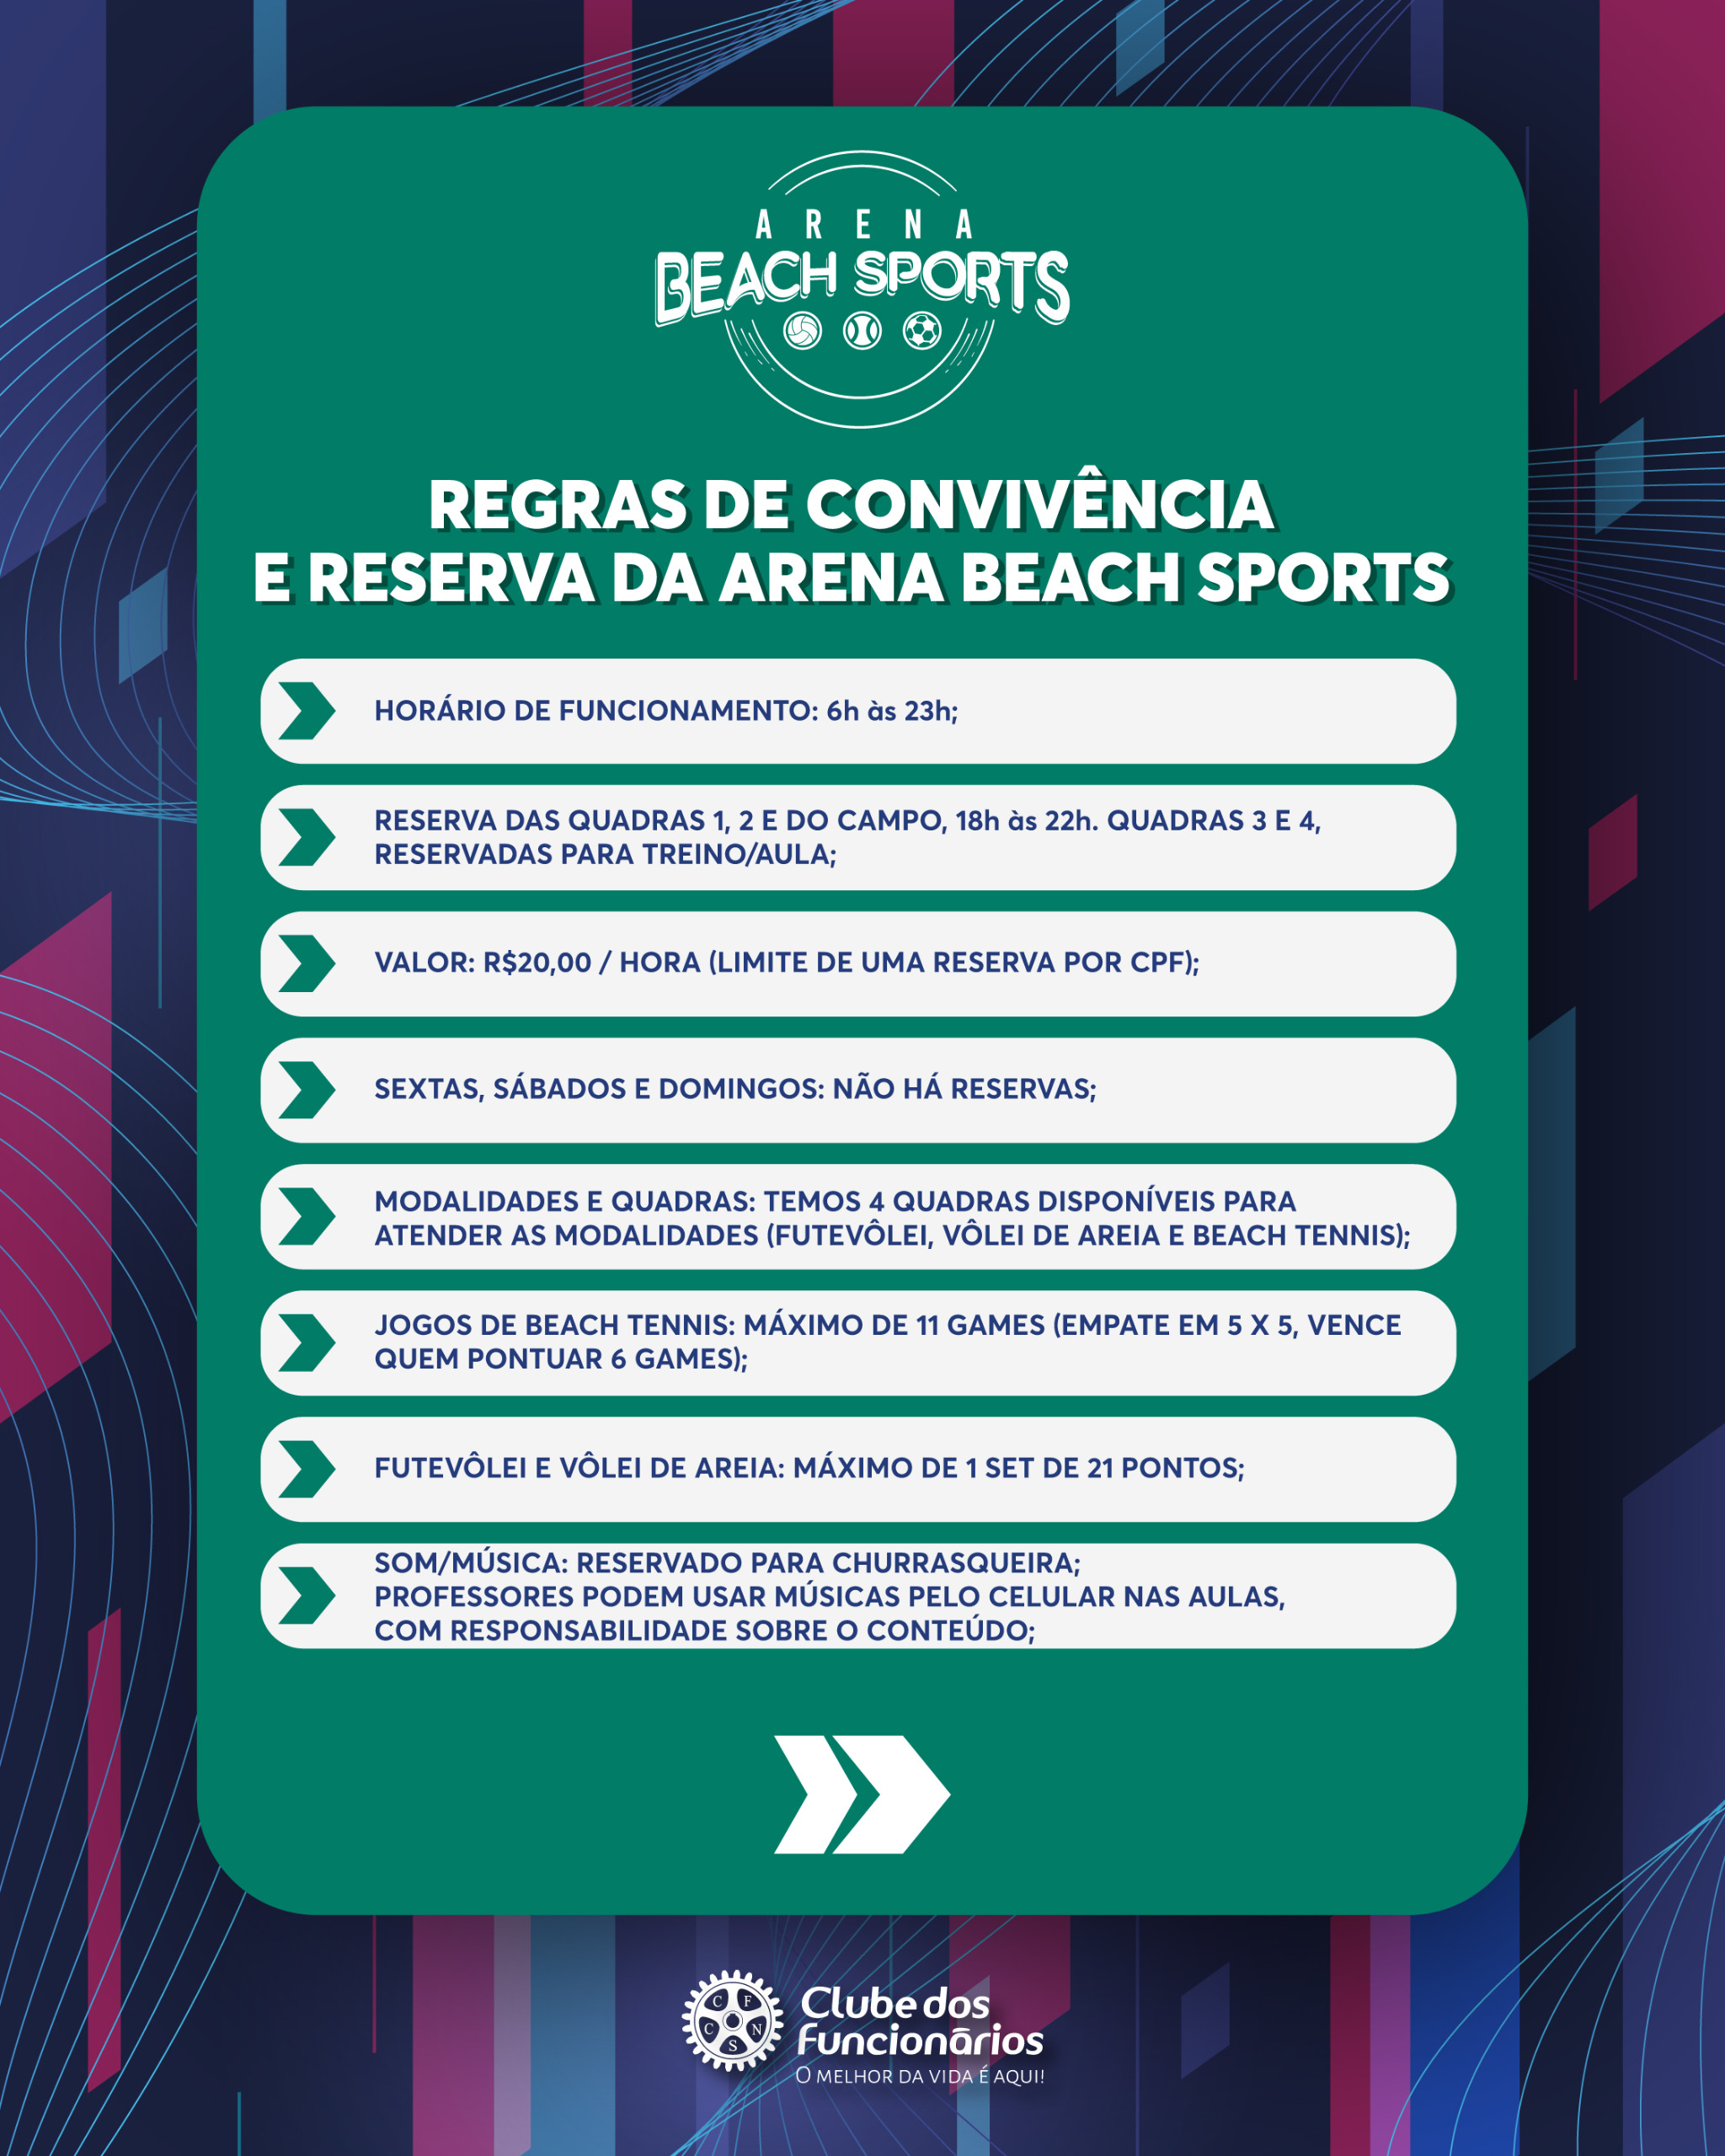 ARENA
BEACH SPORTS
REGRAS DE CONVIVÊNCIA
E RESERVA DA ARENA BEACH SPORTS
HORÁRIO DE FUNCIONAMENTO: 6h às 23h;
RESERVA DAS QUADRAS 1, 2 E DO CAMPO, 18h às 22h. QUADRAS 3 E 4,
RESERVADAS PARA TREINO/AULA;
VALOR: R$20,00 / HORA (LIMITE DE UMA RESERVA POR CPF);
SEXTAS, SÁBADOS E DOMINGOS: NÃO HÁ RESERVAS;
MODALIDADES E QUADRAS: TEMOS 4 QUADRAS DISPONÍVEIS PARA
ATENDER AS MODALIDADES (FUTEVÔLEI, VÔLEI DE AREIA E BEACH TENNIS);
JOGOS DE BEACH TENNIS: MÁXIMO DE 11 GAMES (EMPATE EM 5 X 5, VENCE
QUEM PONTUAR 6 GAMES);
FUTEVÔLEI E VÔLEI DE AREIA: MÁXIMO DE 1 SET DE 21 PONTOS;
SOM/MÚSICA: RESERVADO PARA CHURRASQUEIRA;
PROFESSORES PODEM USAR MÚSICAS PELO CELULAR NAS AULAS,
COM RESPONSABILIDADE SOBRE O CONTEÚDO;
C F
C N
S
Clube dos
Funcionários
O MELHOR DA VIDA É AQUI!